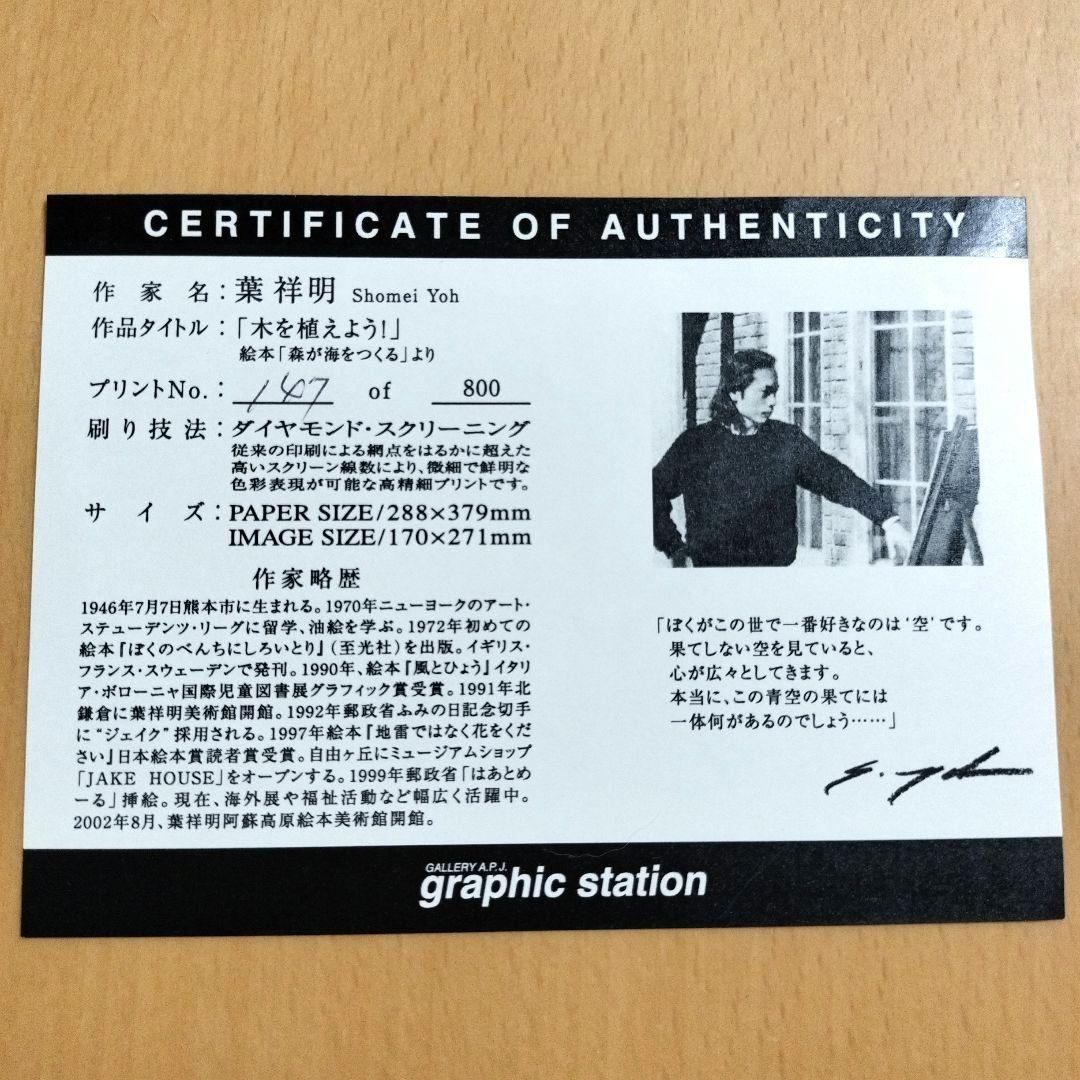 CERTIFICATE OF AUTHENTICITY
作家名：葉 祥明 Shomei Yoh
作品タイトル：「木を植えよう！」
絵本「森が海をつくる」より
プリントNo.：147 of 800
刷り技法：ダイヤモンド・スクリーニング
従来の印刷による網点をはるかに超えた
高いスクリーン線数により、微細で鮮明な
色彩表現が可能な高精細プリントです。
サイズ：PAPER SIZE/288×379mm
IMAGE SIZE/170×271mm
作家略歴
1946年7月7日熊本市に生まれる。1970年ニューヨークのアート・
ステューデンツ・リーグに留学、油絵を学ぶ。1972年初めての
絵本『ぼくのべんちにしろいとり』（至光社）を出版。イギリス・
フランス・スウェーデンで発刊。1990年、絵本『風とひょう』イタリ
ア・ボローニャ国際児童図書展グラフィック賞受賞。1991年北
鎌倉に葉祥明美術館開館。1992年郵政省ふみの日記念切手
に“ジェイク”採用される。1997年絵本『地雷ではなく花をくだ
さい』日本絵本賞読者賞受賞。自由ヶ丘にミュージアムショップ
「JAKE HOUSE」をオープンする。1999年郵政省「はあとめ
ーる」挿絵。現在、海外展や福祉活動など幅広く活躍中。
2002年8月、葉祥明阿蘇高原絵本美術館開館。
「ぼくがこの世で一番好きなのは‘空’です。
果てしない空を見ていると、
心が広々としてきます。
本当に、この青空の果てには
一体何があるのでしょう……」
GALLERY A.P.J.
graphic station